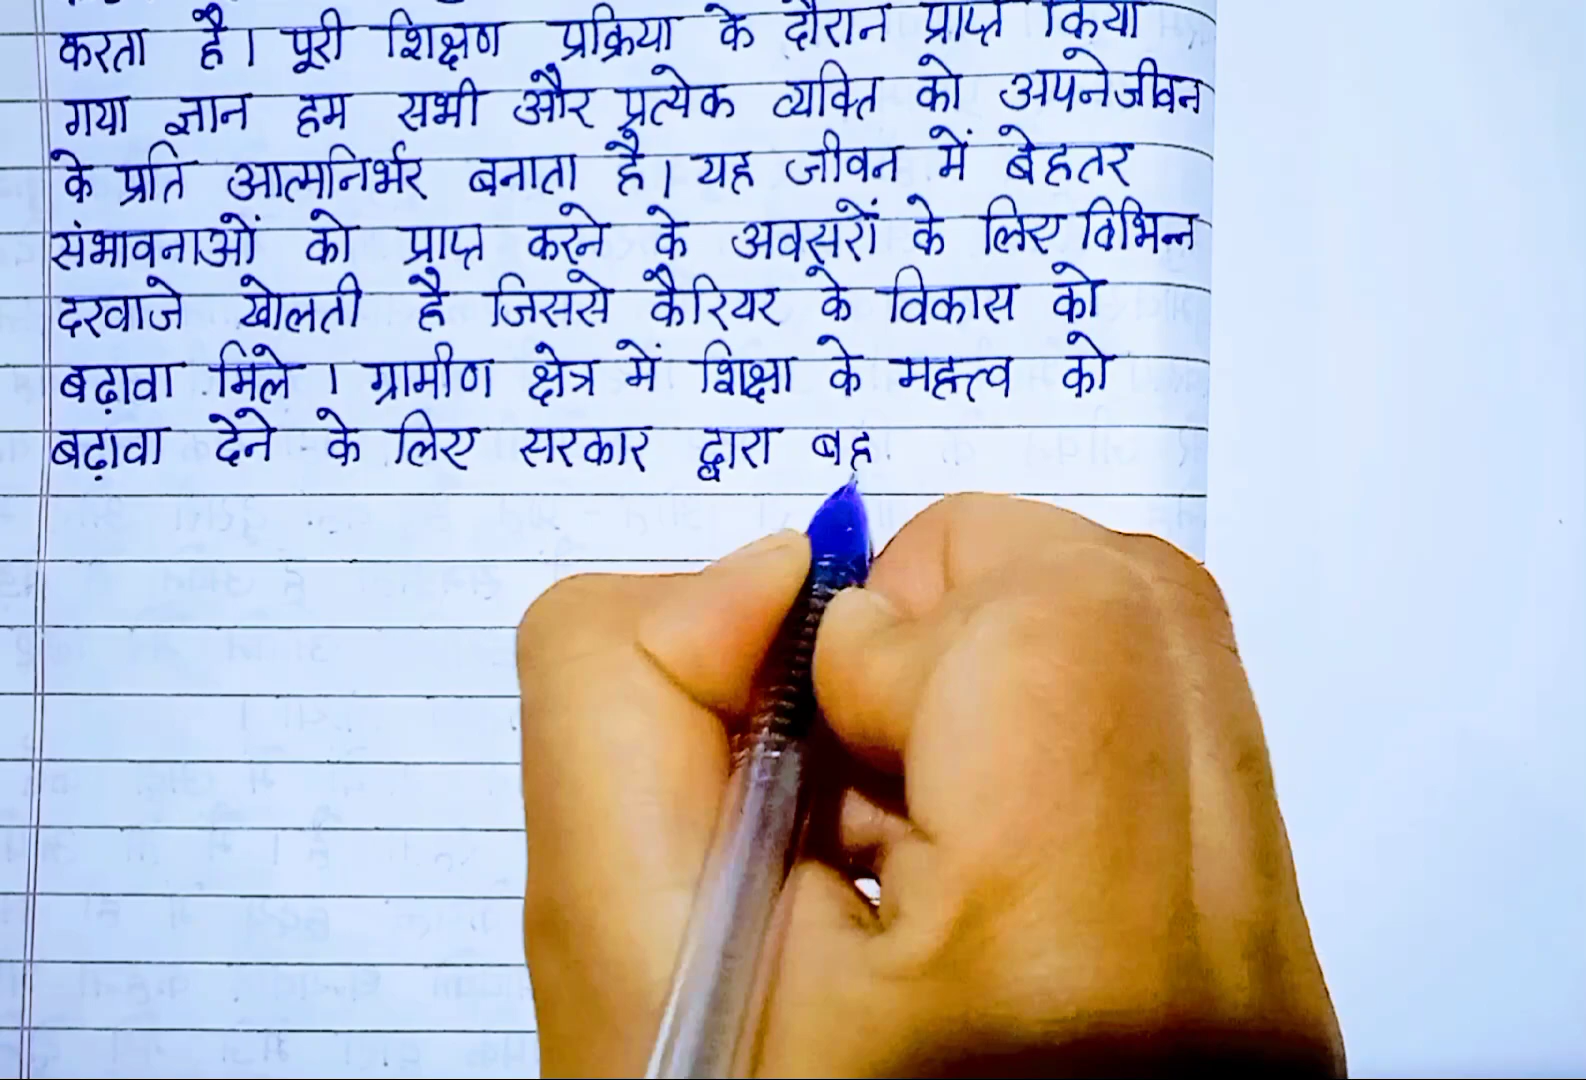 करता है। पूरी शिक्षण प्रक्रिया के दौरान प्राप्त किया
गया ज्ञान हम सभी और प्रत्येक व्यक्ति को अपने जीवन
के प्रति आत्मनिर्भर बनाता है। यह जीवन में बेहतर
संभावनाओं को प्राप्त करने के अवसरों के लिए विभिन्न
दरवाजे खोलती है जिससे कैरियर के विकास को
बढ़ावा मिले । ग्रामीण क्षेत्र में शिक्षा के महत्त्व को
बढ़ावा देने के लिए सरकार द्वारा बह